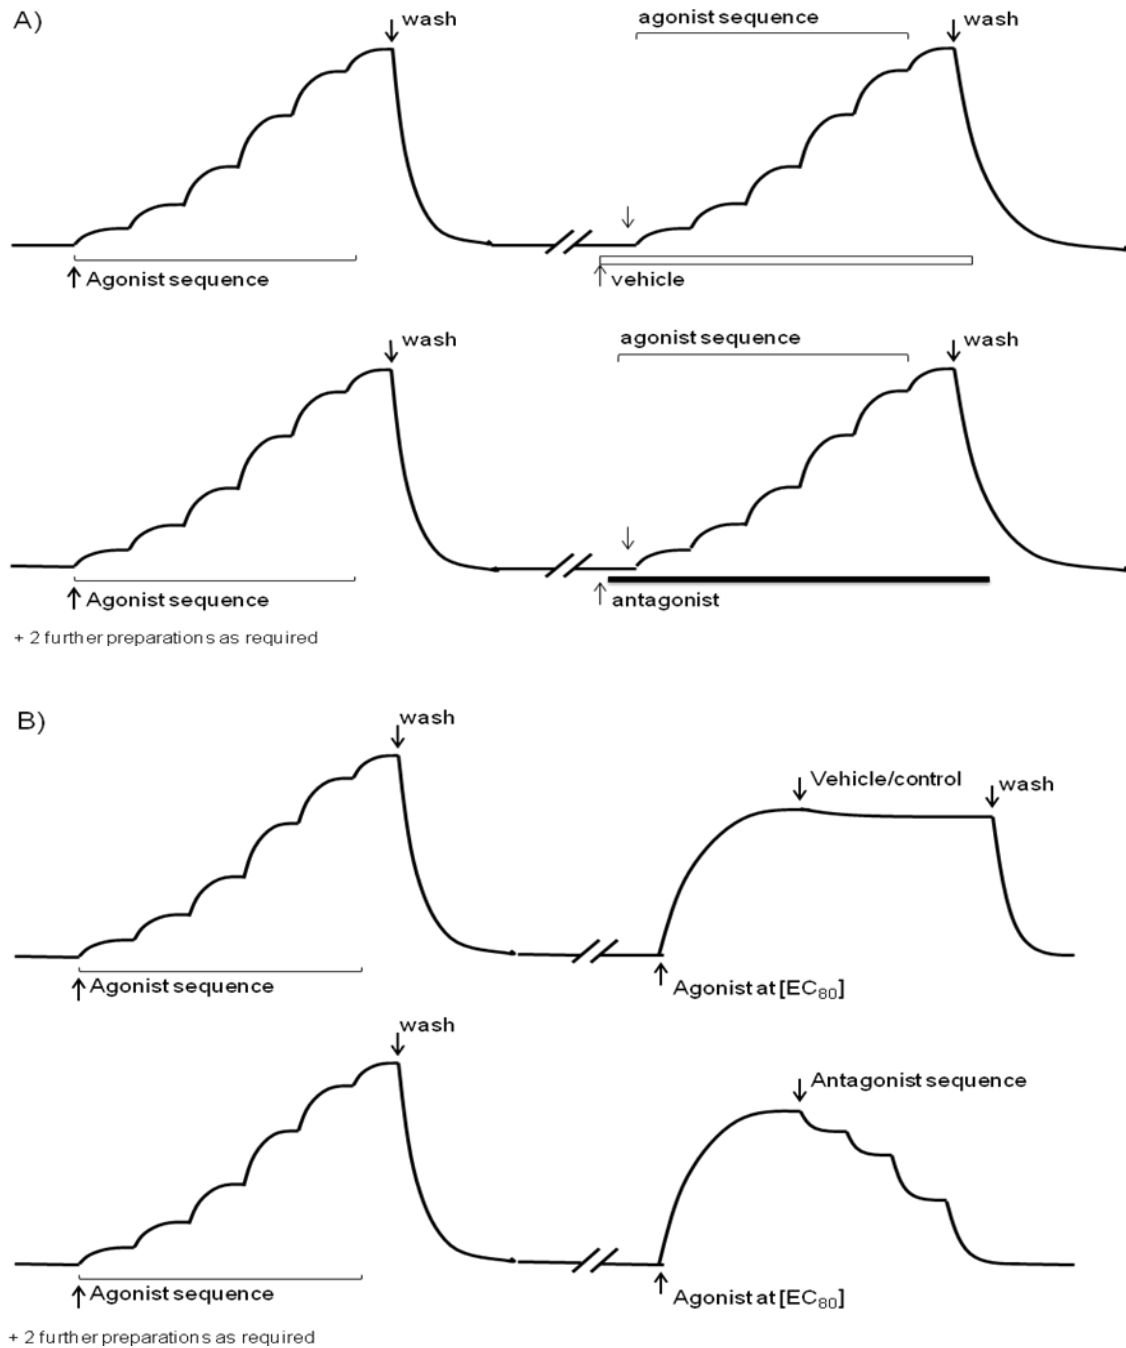 A)
wash
agonist sequence
wash
Agonist sequence
vehicle
wash
agonist sequence
wash
Agonist sequence
antagonist
+ 2 further preparations as required
B)
wash
Vehicle/control
wash
Agonist sequence
Agonist at [EC₈₀]
wash
Antagonist sequence
Agonist sequence
Agonist at [EC₈₀]
+ 2 further preparations as required